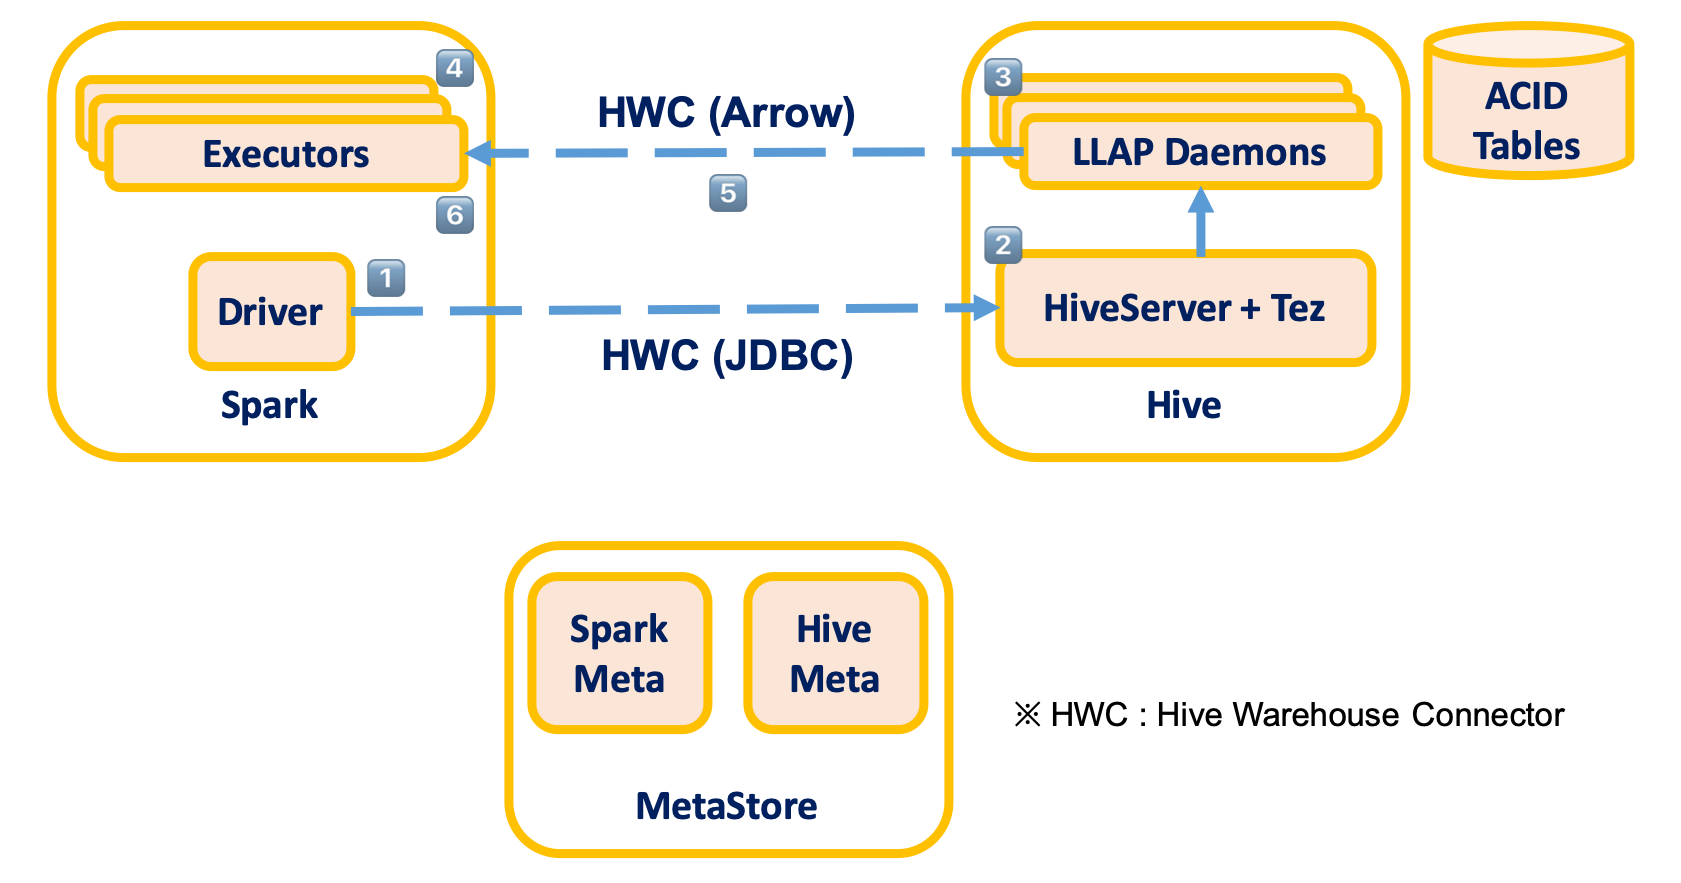 4
Executors
6
1
Driver
Spark
HWC (Arrow)
5
HWC (JDBC)
3
LLAP Daemons
2
HiveServer + Tez
Hive
ACID
Tables
Spark
Meta
Hive
Meta
MetaStore
※ HWC : Hive Warehouse Connector